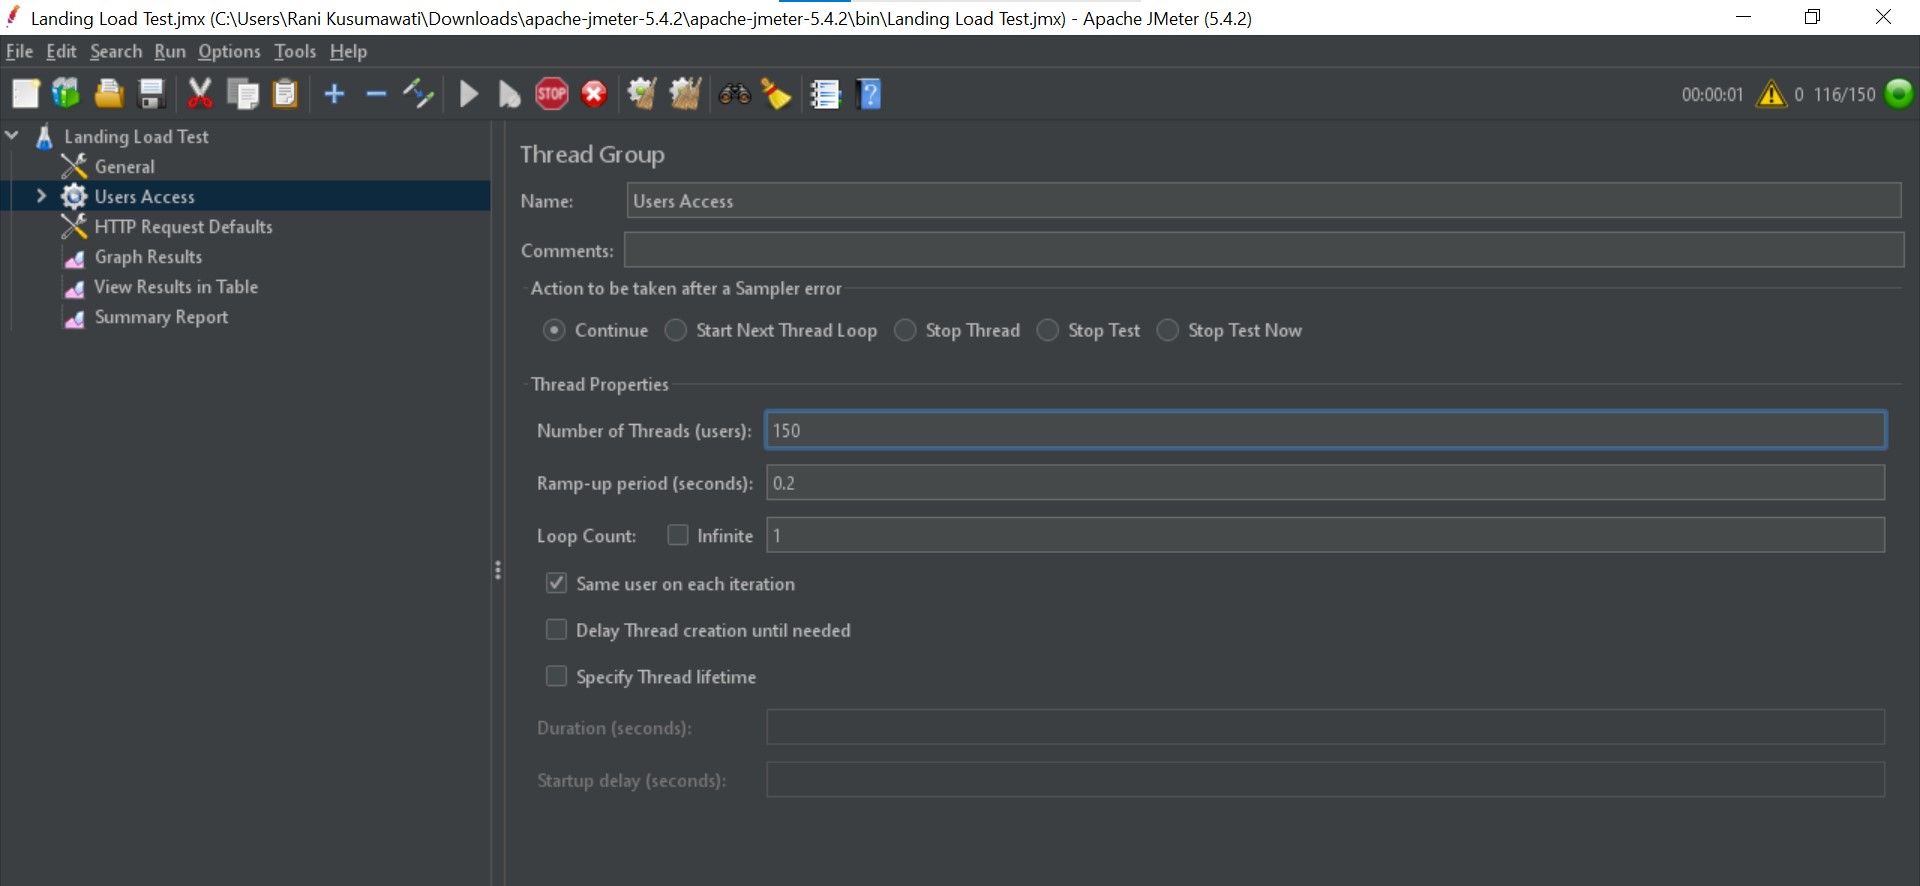 Landing Load Test.jmx (C:\Users\Rani Kusumawati\Downloads\apache-jmeter-5.4.2\apache-jmeter-5.4.2\bin\Landing Load Test.jmx) - Apache JMeter (5.4.2)
File Edit Search Run Options Tools Help
STOP ? 00:00:01 0 116/150
Landing Load Test
General
Users Access
HTTP Request Defaults
Graph Results
View Results in Table
Summary Report
Thread Group
Name: Users Access
Comments:
Action to be taken after a Sampler error
Continue Start Next Thread Loop Stop Thread Stop Test Stop Test Now
Thread Properties
Number of Threads (users): 150
Ramp-up period (seconds): 0.2
Loop Count: Infinite 1
Same user on each iteration
Delay Thread creation until needed
Specify Thread lifetime
Duration (seconds):
Startup delay (seconds):